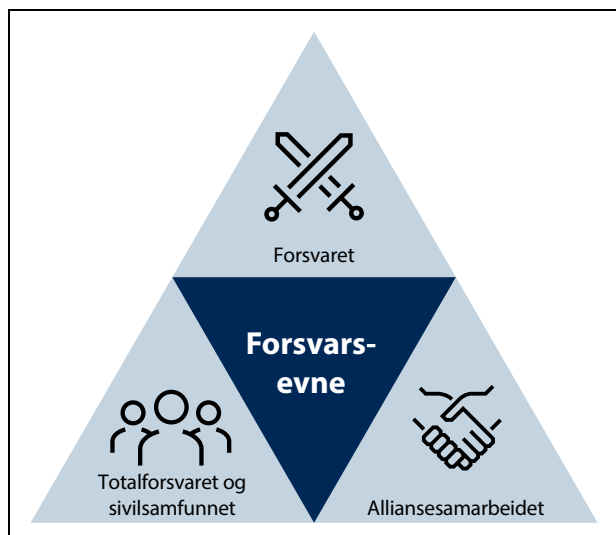 Forsvaret
Forsvars-
evne
Totalforsvaret og
sivilsamfunnet
Alliansesamarbeidet